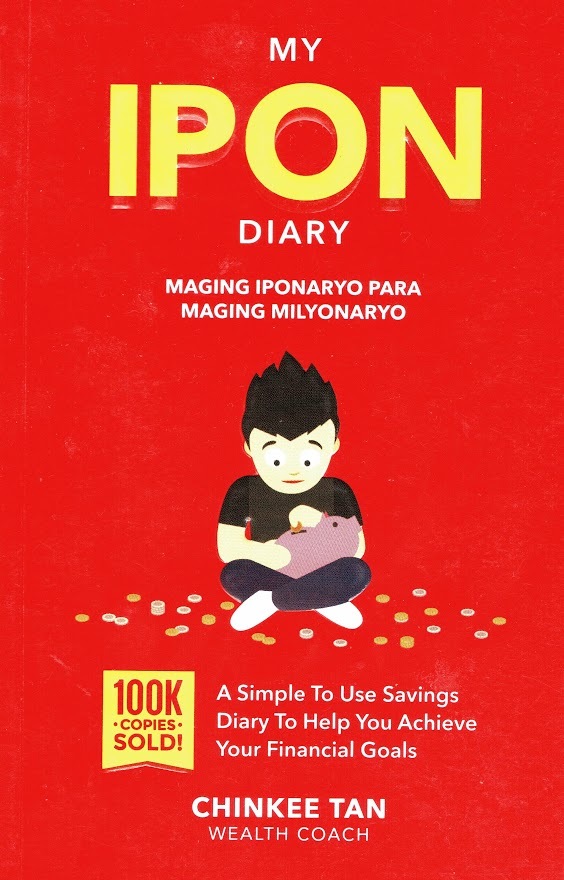 MY
IPON
DIARY
MAGING IPONARYO PARA
MAGING MILYONARYO
100K
•COPIES•
SOLD!
A Simple To Use Savings
Diary To Help You Achieve
Your Financial Goals
CHINKEE TAN
WEALTH COACH